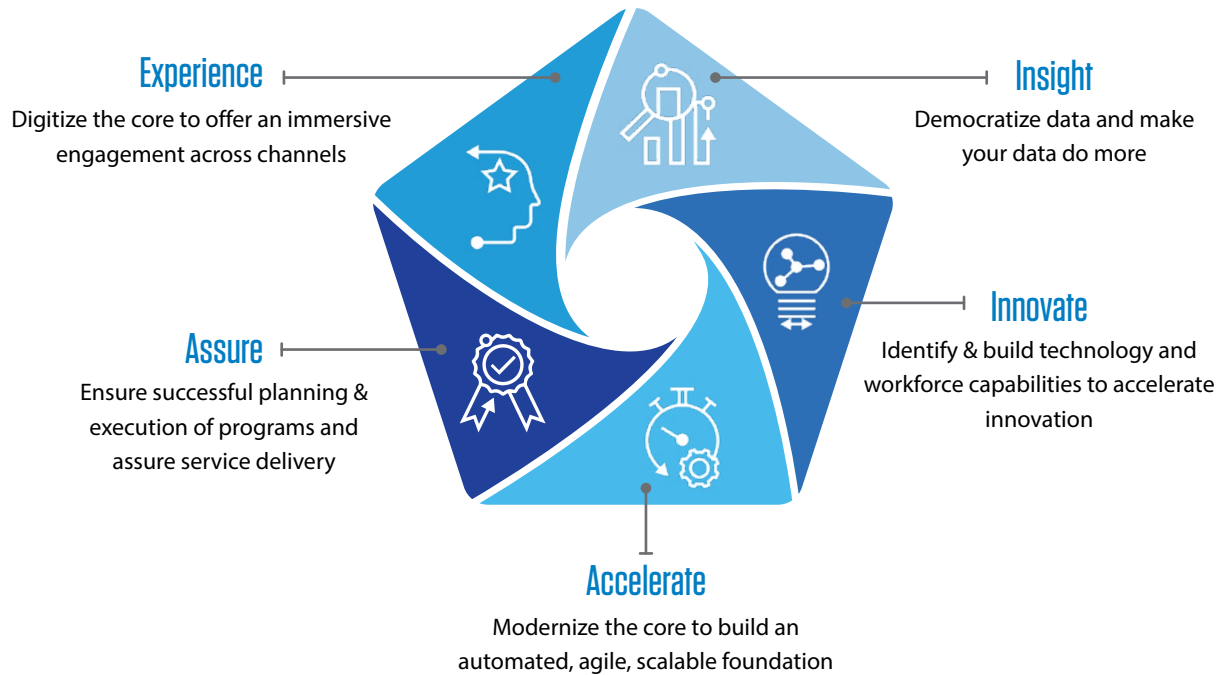 Experience
Digitize the core to offer an immersive
engagement across channels
Insight
Democratize data and make
your data do more
Innovate
Identify & build technology and
workforce capabilities to accelerate
innovation
Accelerate
Modernize the core to build an
automated, agile, scalable foundation
Assure
Ensure successful planning &
execution of programs and
assure service delivery